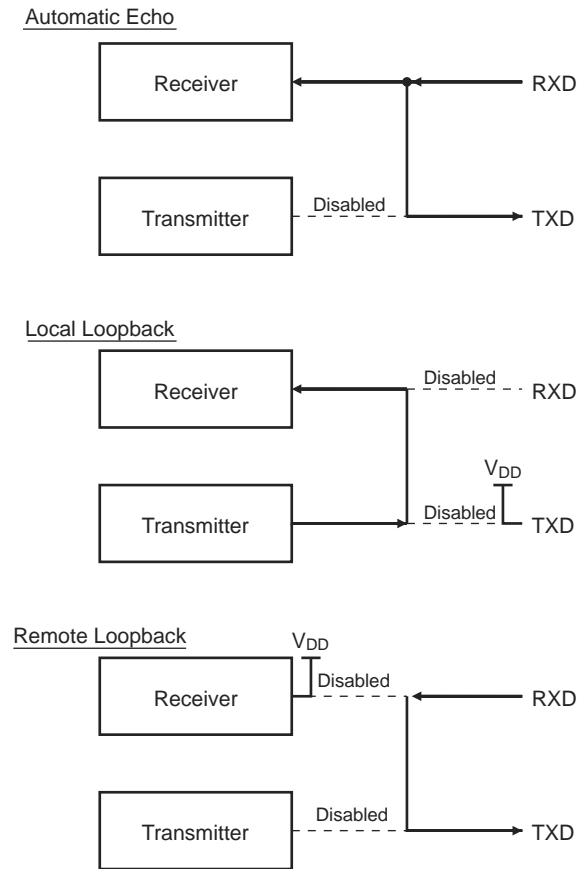 Automatic Echo
Receiver
RXD
Transmitter
Disabled
TXD
Local Loopback
Receiver
Disabled
RXD
VDD
Transmitter
Disabled
TXD
Remote Loopback
VDD
Receiver
Disabled
RXD
Transmitter
Disabled
TXD